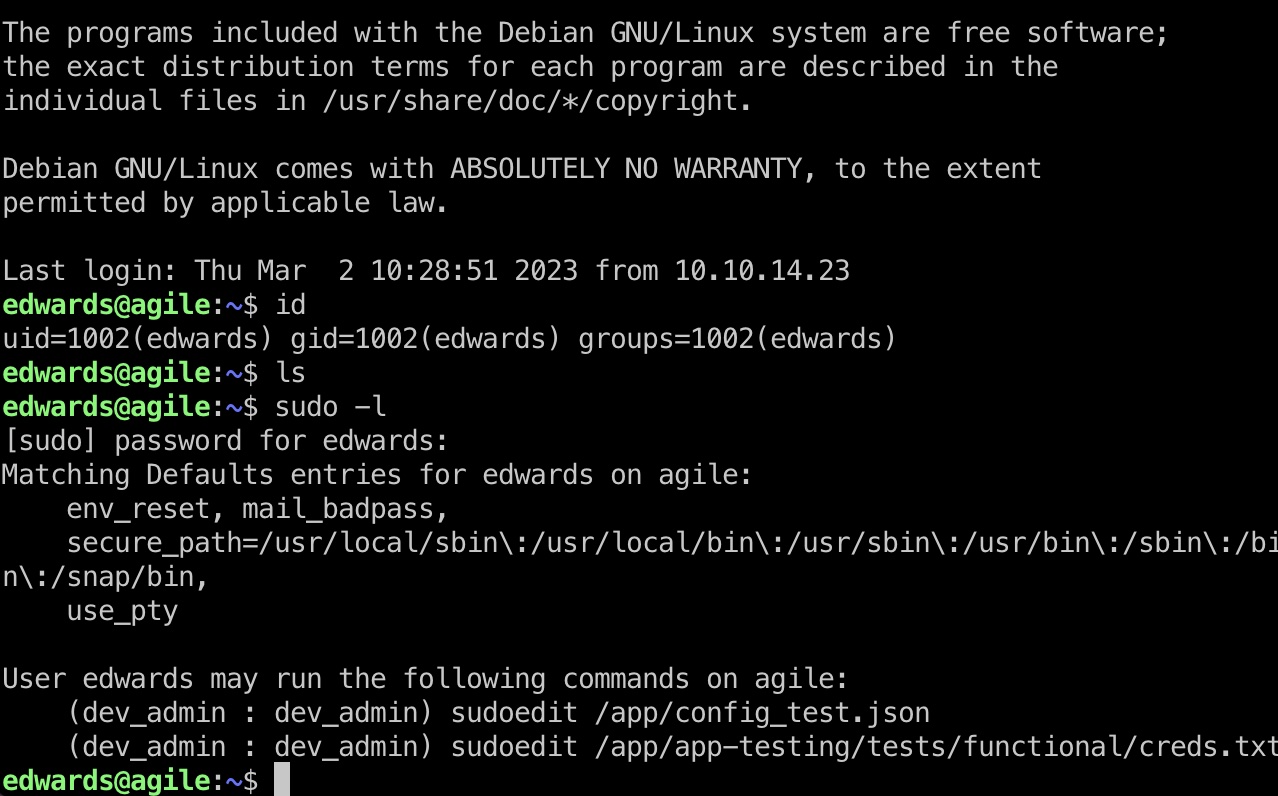 The programs included with the Debian GNU/Linux system are free software;
the exact distribution terms for each program are described in the
individual files in /usr/share/doc/*/copyright.
Debian GNU/Linux comes with ABSOLUTELY NO WARRANTY, to the extent
permitted by applicable law.
Last login: Thu Mar  2 10:28:51 2023 from 10.10.14.23
edwards@agile:~$ id
uid=1002(edwards) gid=1002(edwards) groups=1002(edwards)
edwards@agile:~$ ls
edwards@agile:~$ sudo -l
[sudo] password for edwards:
Matching Defaults entries for edwards on agile:
    env_reset, mail_badpass,
    secure_path=/usr/local/sbin\:/usr/local/bin\:/usr/sbin\:/usr/bin\:/sbin\:/bi
n\:/snap/bin,
    use_pty
User edwards may run the following commands on agile:
    (dev_admin : dev_admin) sudoedit /app/config_test.json
    (dev_admin : dev_admin) sudoedit /app/app-testing/tests/functional/creds.txt
edwards@agile:~$